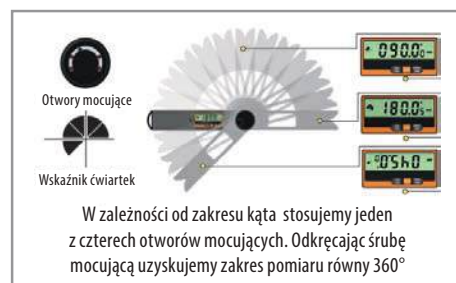 090.0°
Otwory mocujące
180.0°
Wskaźnik ćwiartek
W zależności od zakresu kąta stosujemy jeden
z czterech otworów mocujących. Odkręcając śrubę
mocującą uzyskujemy zakres pomiaru równy 360°